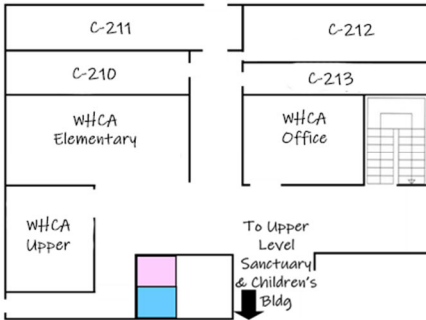 C-211
C-212
C-210
C-213
WHCA
Elementary
WHCA
Office
WHCA
Upper
To Upper
Level
Sanctuary
& Children's
Bldg